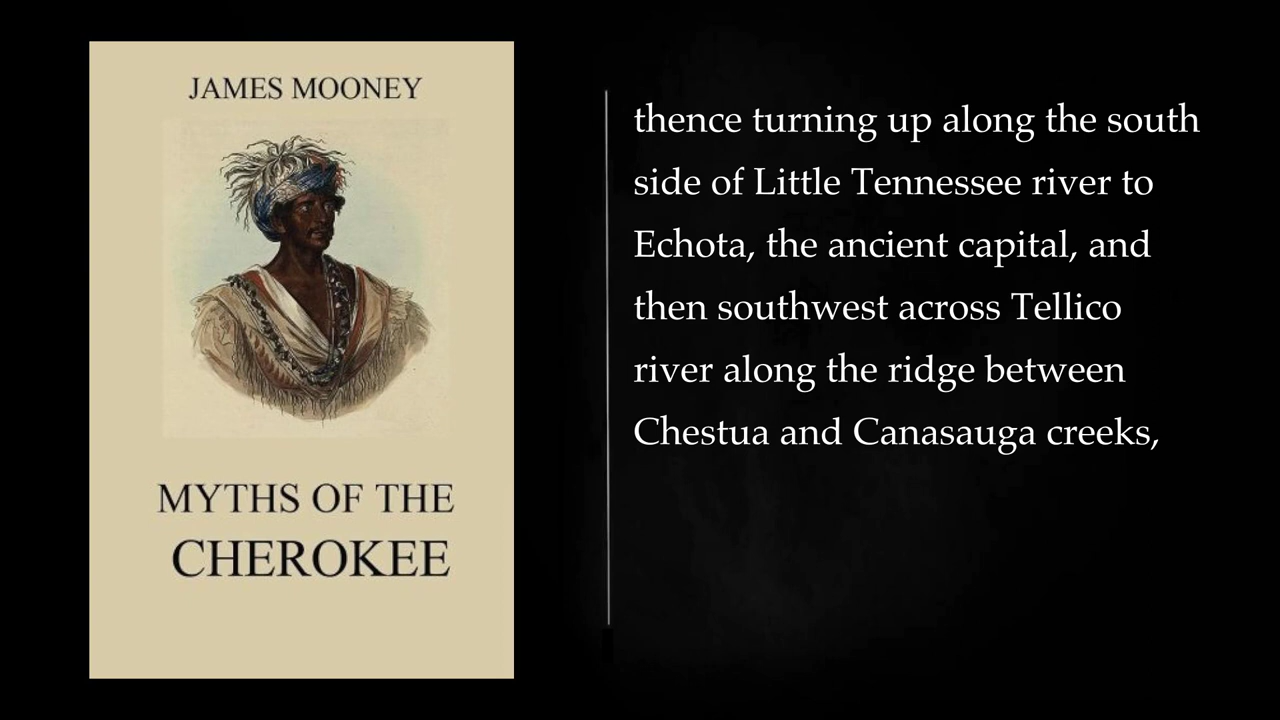 JAMES MOONEY
MYTHS OF THE
CHEROKEE
thence turning up along the south
side of Little Tennessee river to
Echota, the ancient capital, and
then southwest across Tellico
river along the ridge between
Chestua and Canasauga creeks,